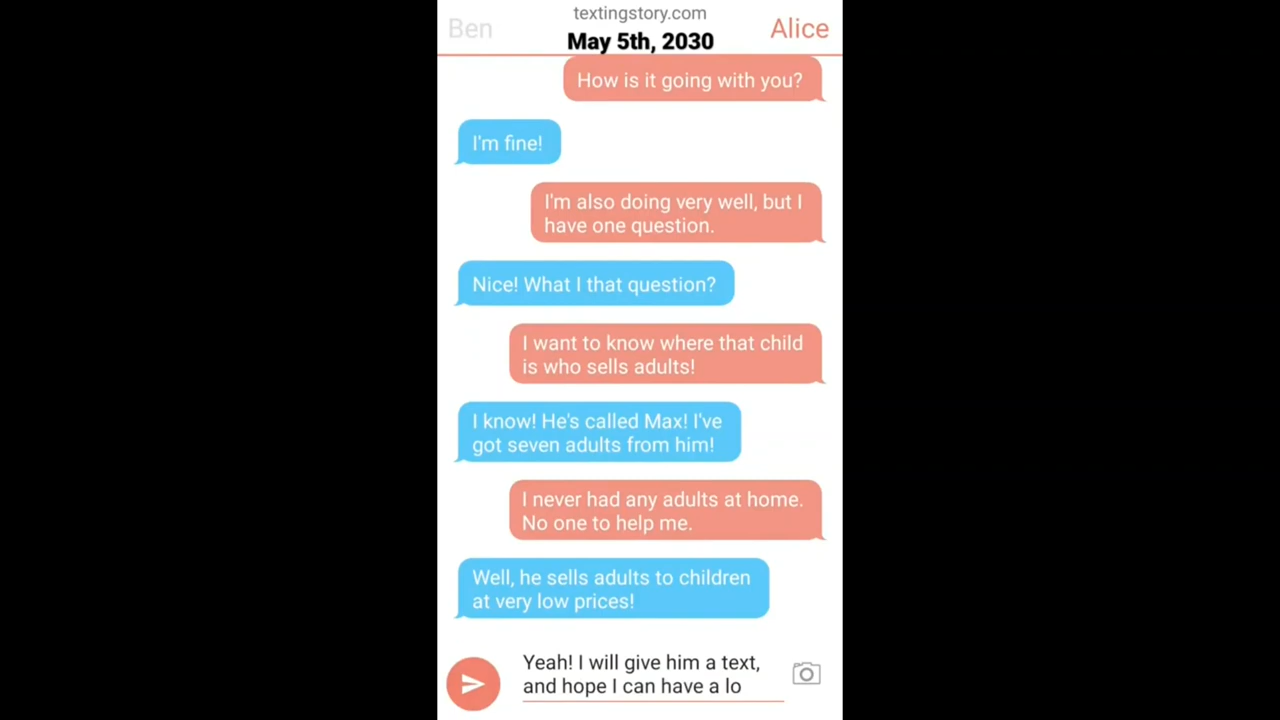 textingstory.com
Ben
May 5th, 2030
Alice
How is it going with you?
I'm fine!
I'm also doing very well, but I
have one question.
Nice! What I that question?
I want to know where that child
is who sells adults!
I know! He's called Max! I've
got seven adults from him!
I never had any adults at home.
No one to help me.
Well, he sells adults to children
at very low prices!
Yeah! I will give him a text,
and hope I can have a lo